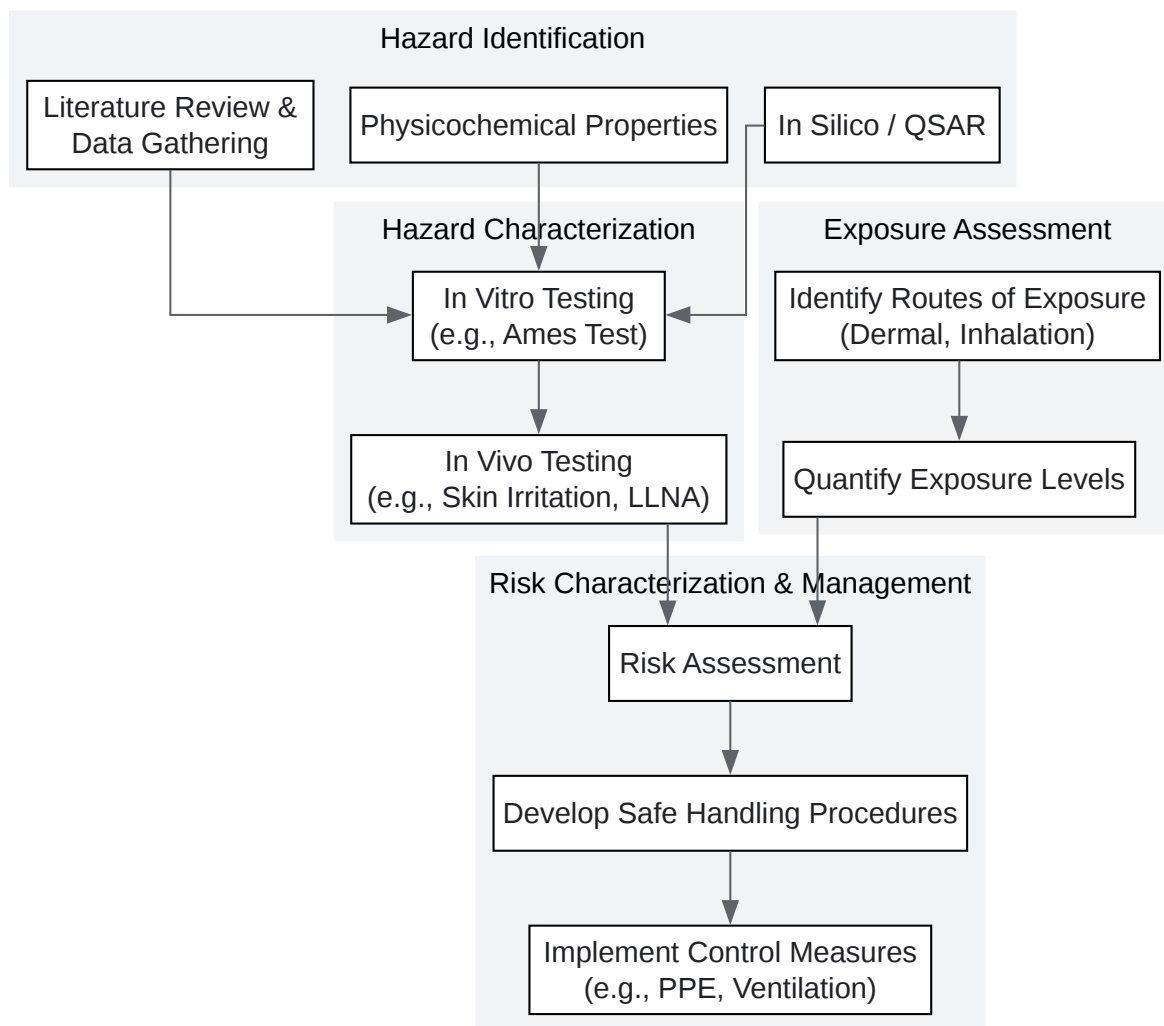 Hazard Identification
Literature Review &
Data Gathering
Physicochemical Properties
In Silico / QSAR
Hazard Characterization
In Vitro Testing
(e.g., Ames Test)
In Vivo Testing
(e.g., Skin Irritation, LLNA)
Exposure Assessment
Identify Routes of Exposure
(Dermal, Inhalation)
Quantify Exposure Levels
Risk Characterization & Management
Risk Assessment
Develop Safe Handling Procedures
Implement Control Measures
(e.g., PPE, Ventilation)